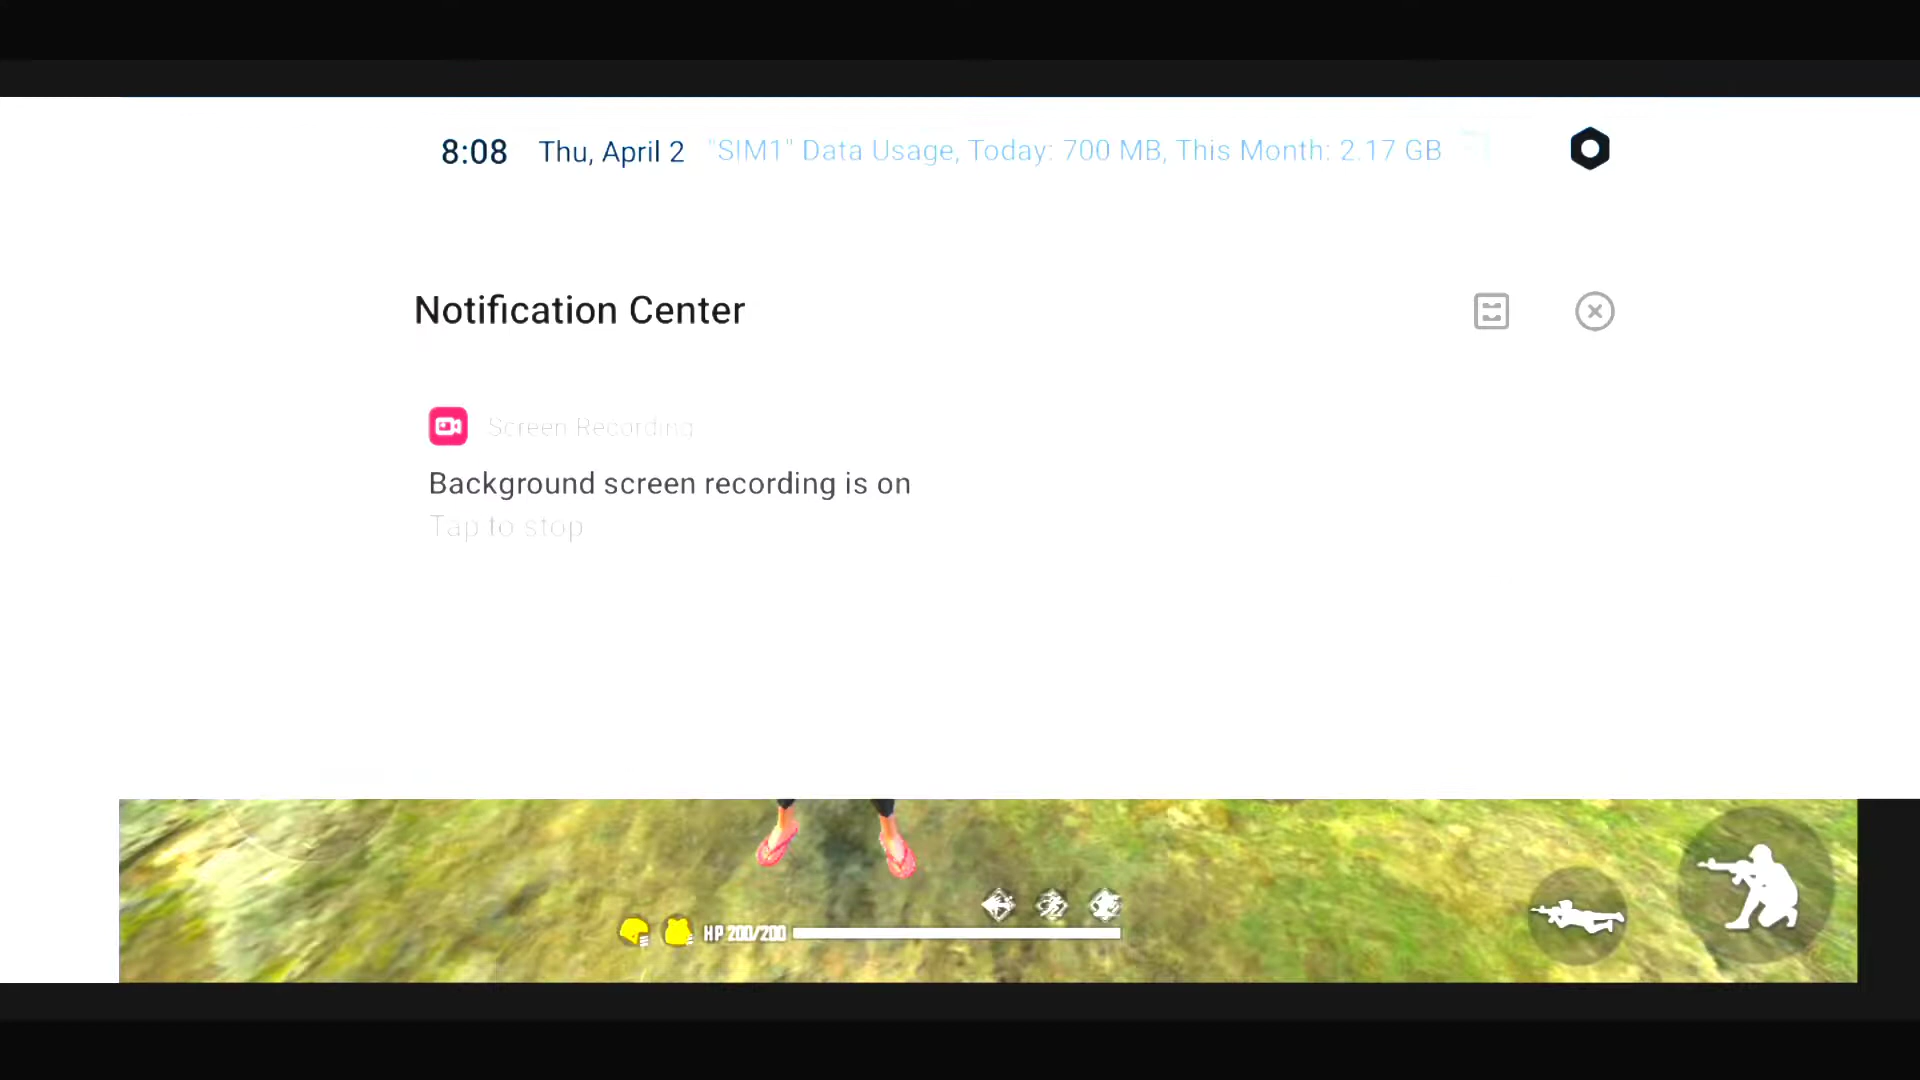 8:08 Thu, April 2 "SIM1" Data Usage, Today: 700 MB, This Month: 2.17 GB
Notification Center
Screen Recording
Background screen recording is on
Tap to stop
HP 200/200